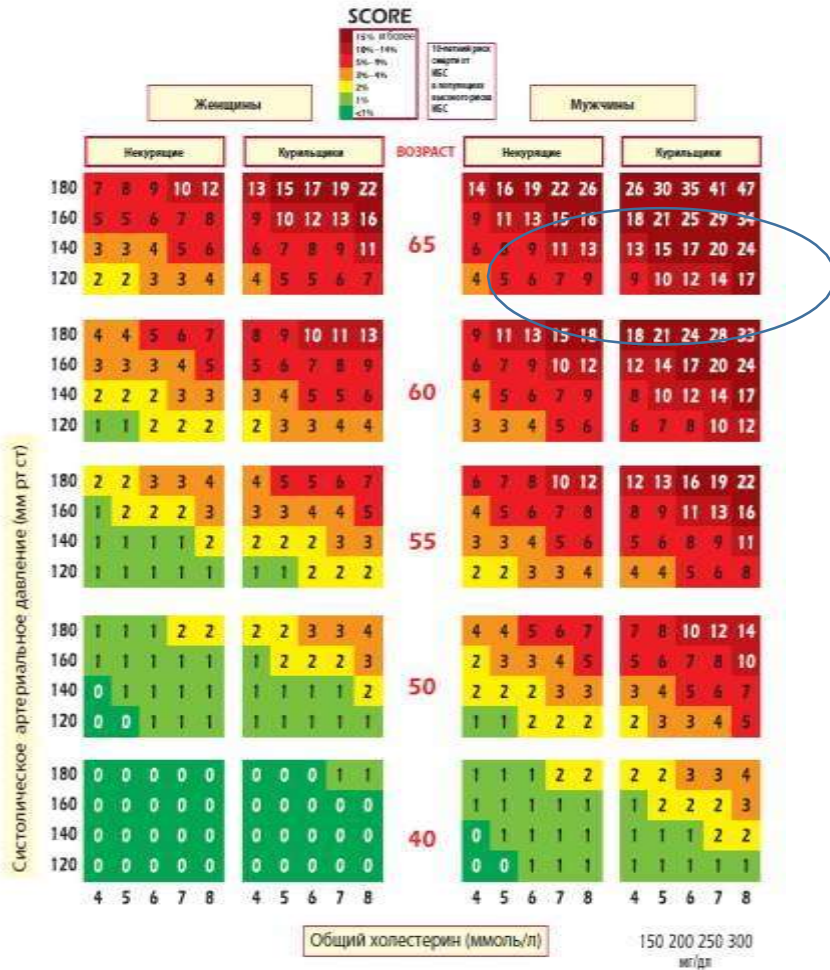 SCORE
15% и более
10% - 14%
5% - 9%
3% - 4%
2%
1%
<1%
10-летний риск
смерти от
ИБС
в популяциях
высокого риска
ИБС
Женщины
Мужчины
Некурящие
Курильщики
ВОЗРАСТ
Некурящие
Курильщики
180 7 8 9 10 12 13 15 17 19 22 14 16 19 22 26 26 30 35 41 47
160 5 5 6 7 8 9 10 12 13 16 9 11 13 15 16 18 21 25 29 34
65
140 3 3 4 5 6 6 7 8 9 11 6 8 9 11 13 13 15 17 20 24
120 2 2 3 3 4 4 5 5 6 7 4 5 6 7 9 9 10 12 14 17
180 4 4 5 6 7 8 9 10 11 13 9 11 13 15 18 18 21 24 28 33
160 3 3 3 4 5 5 6 7 8 9 6 7 9 10 12 12 14 17 20 24
60
140 2 2 2 3 3 3 4 5 5 6 4 5 6 7 9 8 10 12 14 17
120 1 1 2 2 2 2 3 3 4 4 3 3 4 5 6 6 7 8 10 12
180 2 2 3 3 4 4 5 5 6 7 6 7 8 10 12 12 13 16 19 22
160 1 2 2 2 3 3 3 4 4 5 4 5 6 7 8 8 9 11 13 16
55
140 1 1 1 1 2 2 2 2 3 3 3 3 4 5 6 5 6 8 9 11
120 1 1 1 1 1 1 1 2 2 2 2 2 3 3 4 4 4 5 6 8
180 1 1 1 2 2 2 2 3 3 4 4 4 5 6 7 7 8 10 12 14
160 1 1 1 1 1 1 2 2 2 3 2 3 3 4 5 5 6 7 8 10
50
140 0 1 1 1 1 1 1 1 1 2 2 2 2 3 3 3 4 5 6 7
120 0 0 1 1 1 1 1 1 1 1 1 1 2 2 2 2 3 3 4 5
180 0 0 0 0 0 0 0 0 1 1 1 1 1 2 2 2 2 3 3 4
160 0 0 0 0 0 0 0 0 0 0 1 1 1 1 1 1 2 2 2 3
40
140 0 0 0 0 0 0 0 0 0 0 0 1 1 1 1 1 1 1 2 2
120 0 0 0 0 0 0 0 0 0 0 0 0 1 1 1 1 1 1 1 1
4 5 6 7 8 4 5 6 7 8 4 5 6 7 8 4 5 6 7 8
Систолическое артериальное давление (мм рт ст)
Общий холестерин (ммоль/л)
150 200 250 300
мг/дл